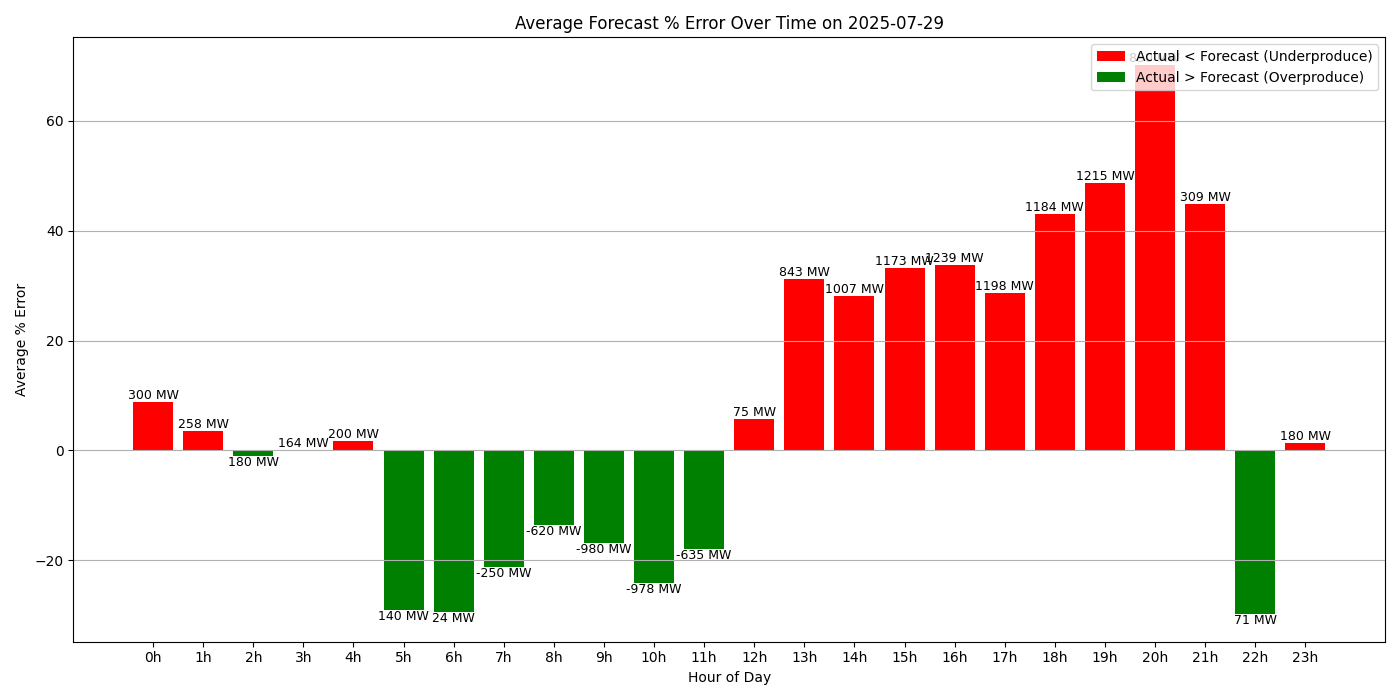 Average Forecast % Error Over Time on 2025-07-29
Actual < Forecast (Underproduce)
Actual > Forecast (Overproduce)
Average % Error
60
40
20
0
−20
300 MW
258 MW
180 MW
164 MW
200 MW
140 MW
24 MW
-250 MW
-620 MW
-980 MW
-978 MW
-635 MW
75 MW
843 MW
1007 MW
1173 MW
1239 MW
1198 MW
1184 MW
1215 MW
309 MW
71 MW
180 MW
0h 1h 2h 3h 4h 5h 6h 7h 8h 9h 10h 11h 12h 13h 14h 15h 16h 17h 18h 19h 20h 21h 22h 23h
Hour of Day